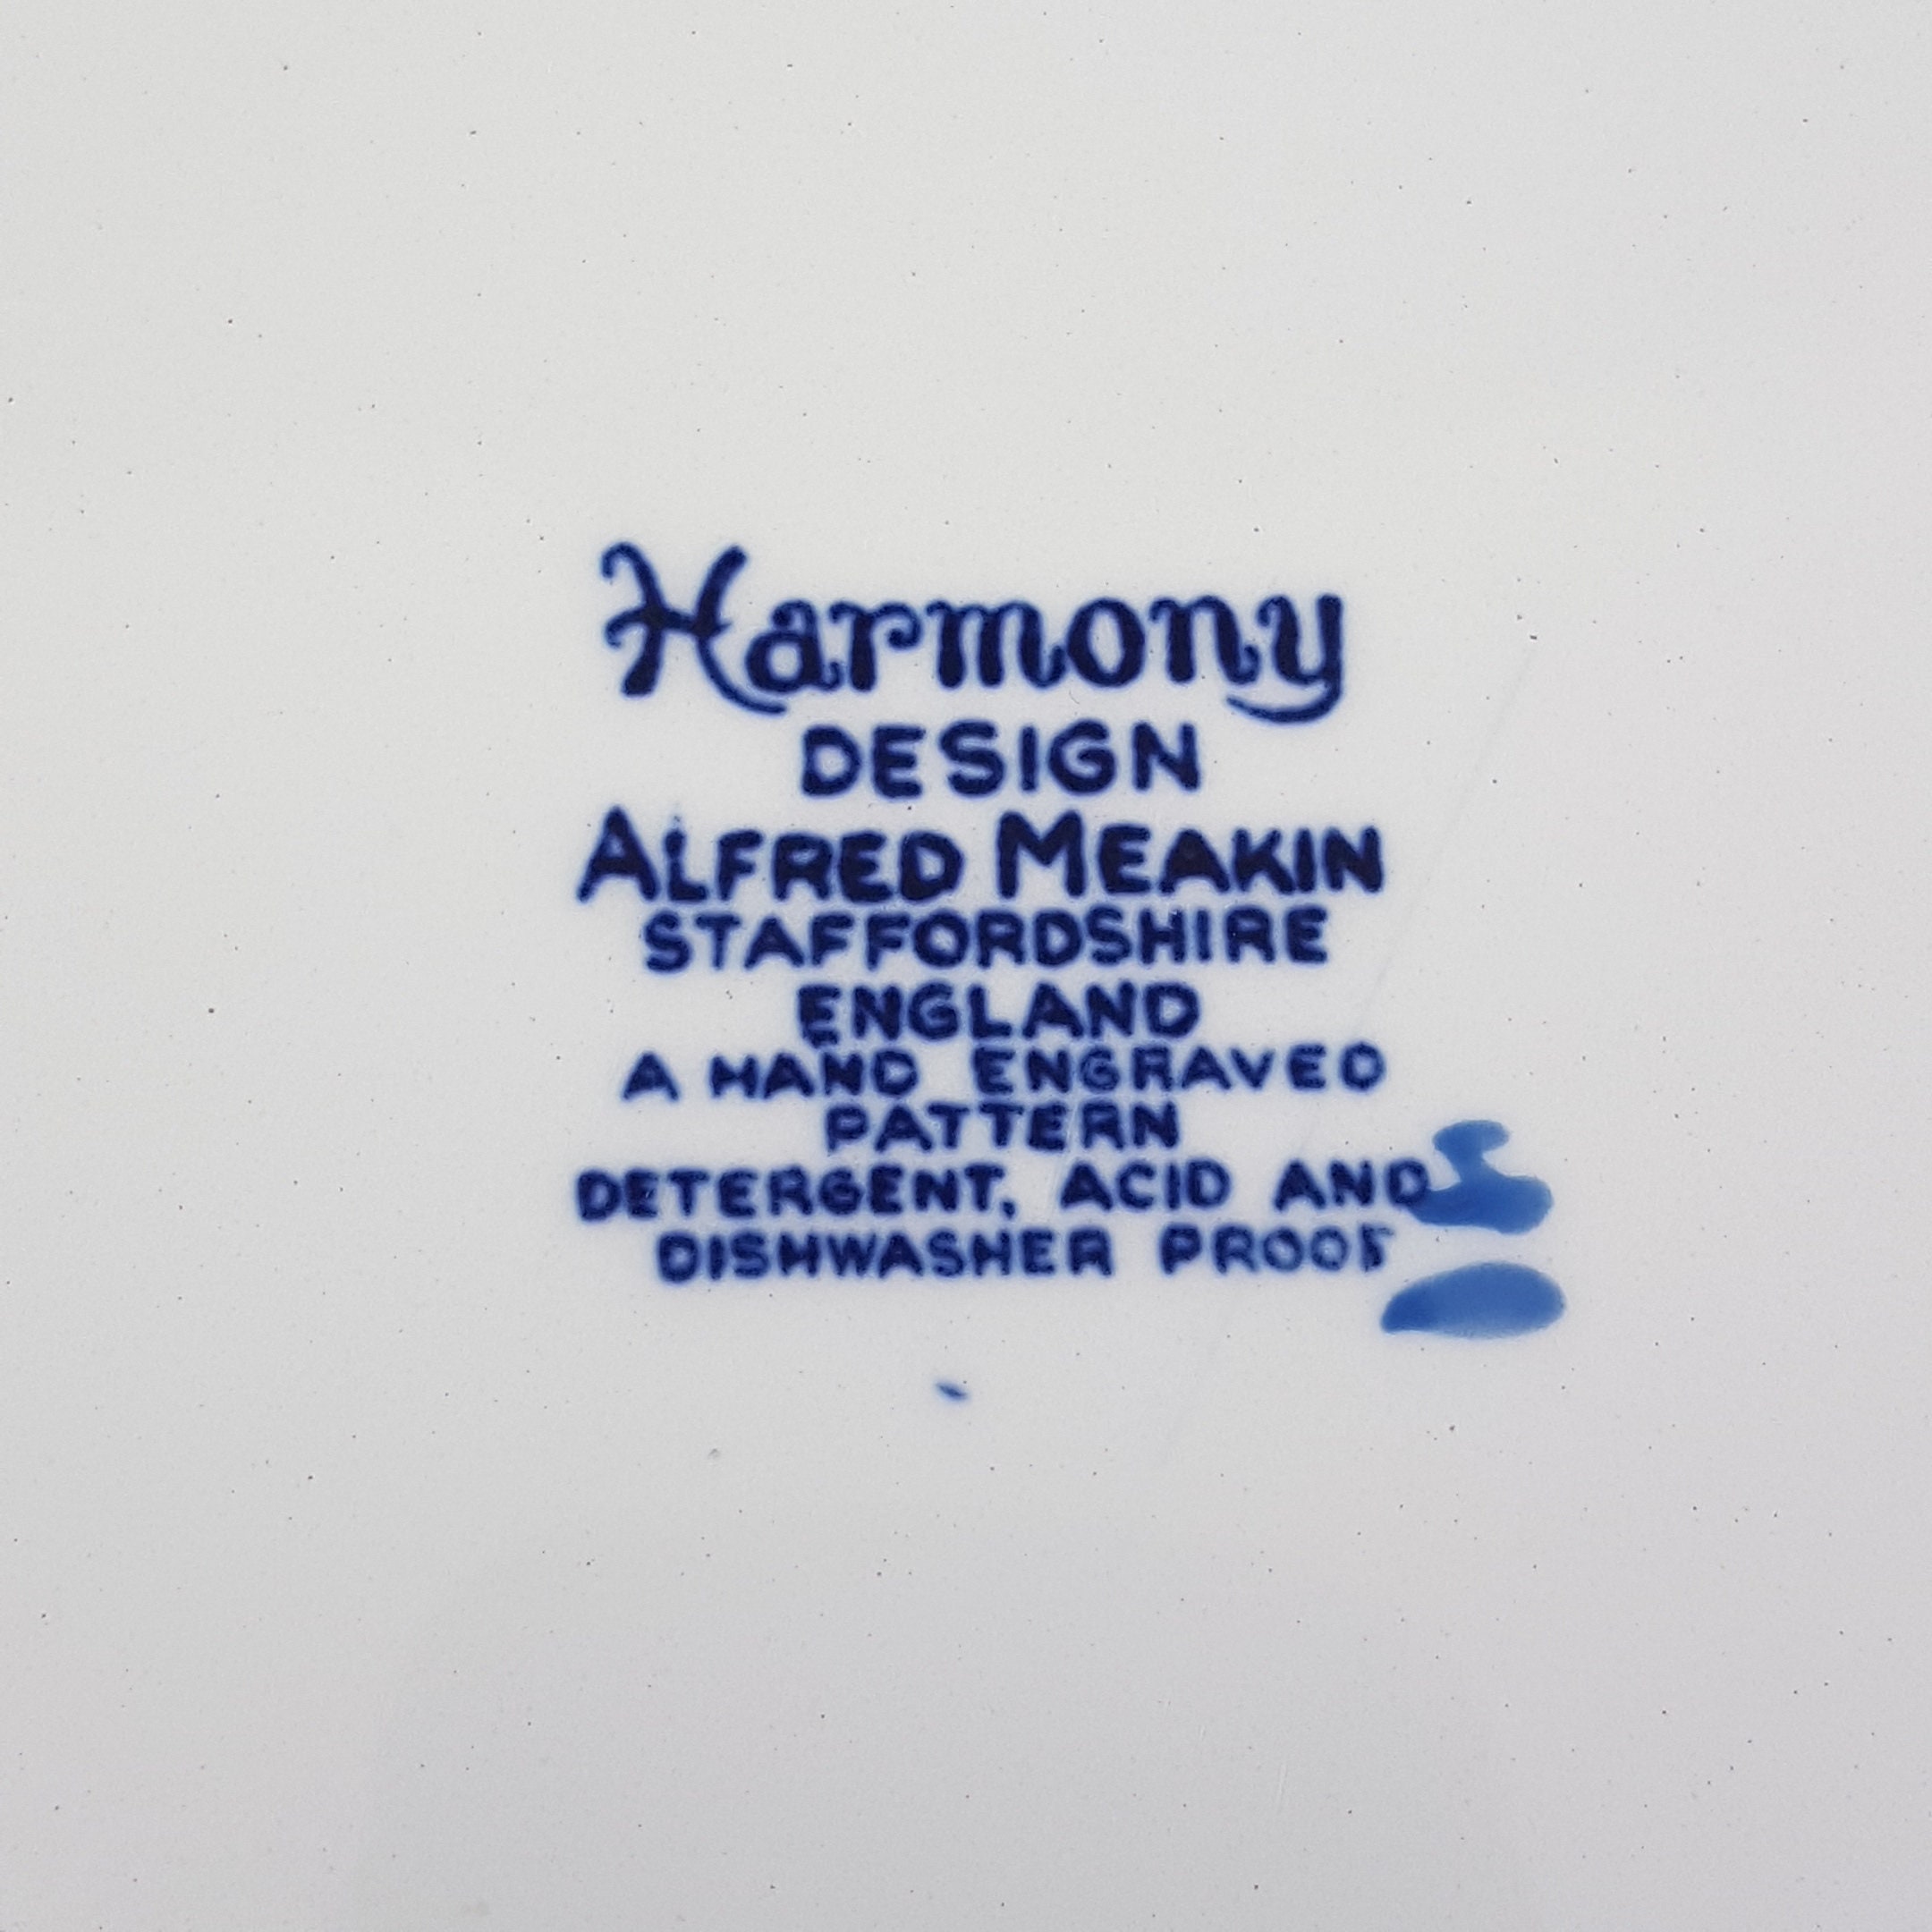 Harmony
DESIGN
ALFRED MEAKIN
STAFFORDSHIRE
ENGLAND
A HAND ENGRAVED
PATTERN
DETERGENT, ACID AND
DISHWASHER PROOF